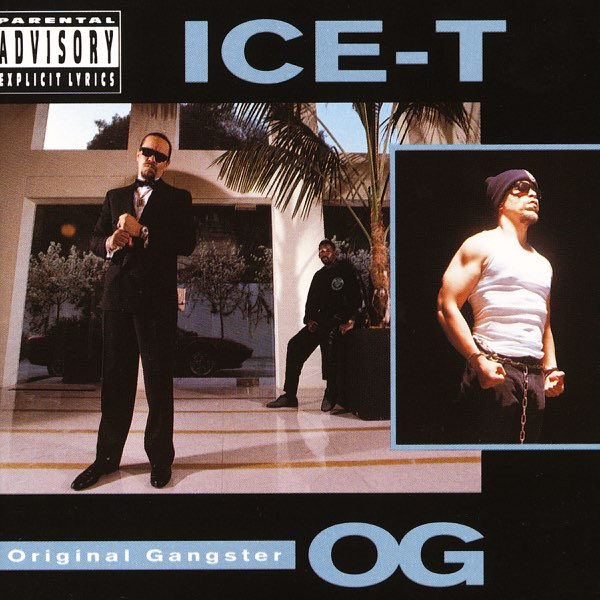 PARENTAL
ADVISORY
EXPLICIT LYRICS
ICE-T
Original Gangster
OG